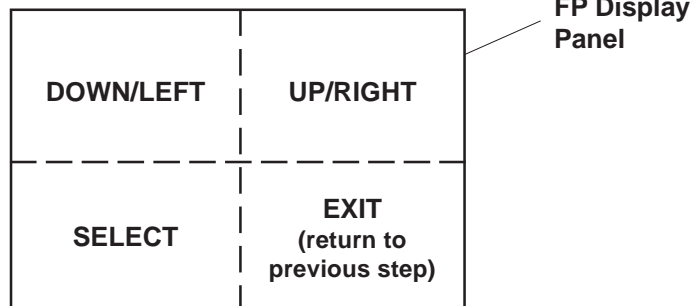 FP Display
Panel
DOWN/LEFT
UP/RIGHT
SELECT
EXIT
(return to
previous step)